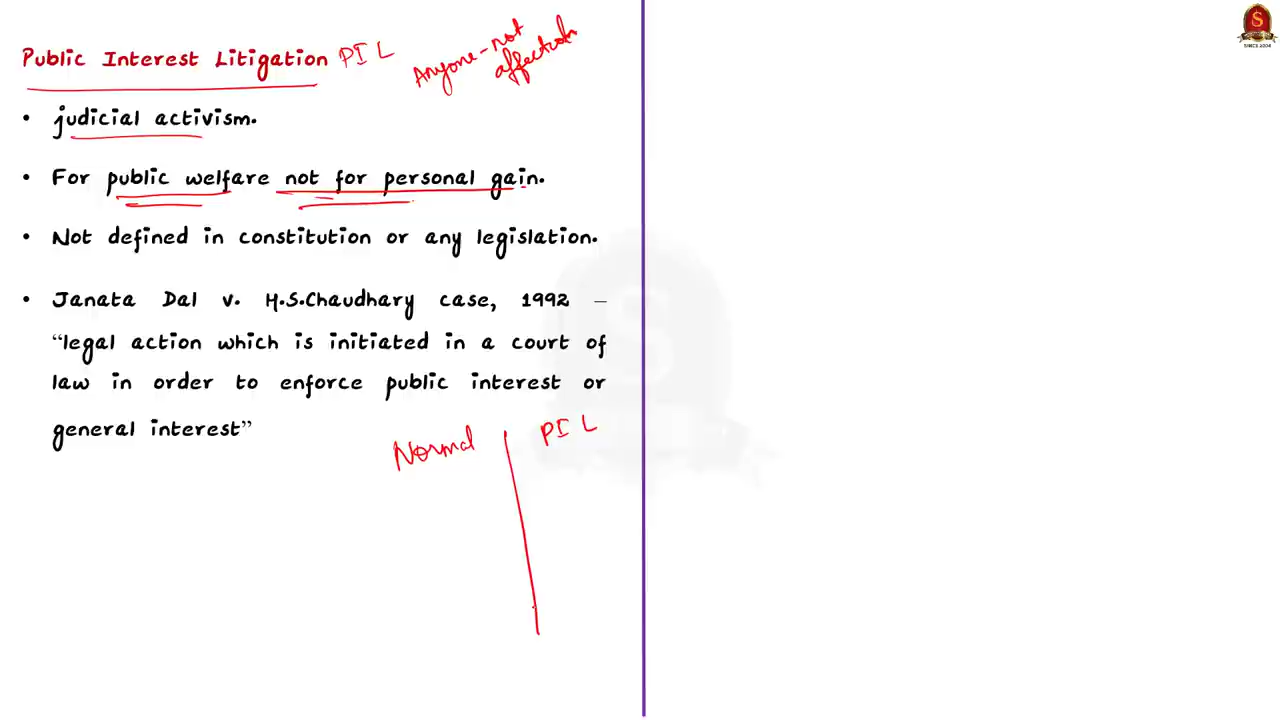 Public Interest Litigation PIL
Anyone - not
affected
• judicial activism.
• For public welfare not for personal gain.
• Not defined in constitution or any legislation.
• Janata Dal v. H.S.Chaudhary case, 1992 –
“legal action which is initiated in a court of
law in order to enforce public interest or
general interest”
Normal PIL
S
SINCE 2004